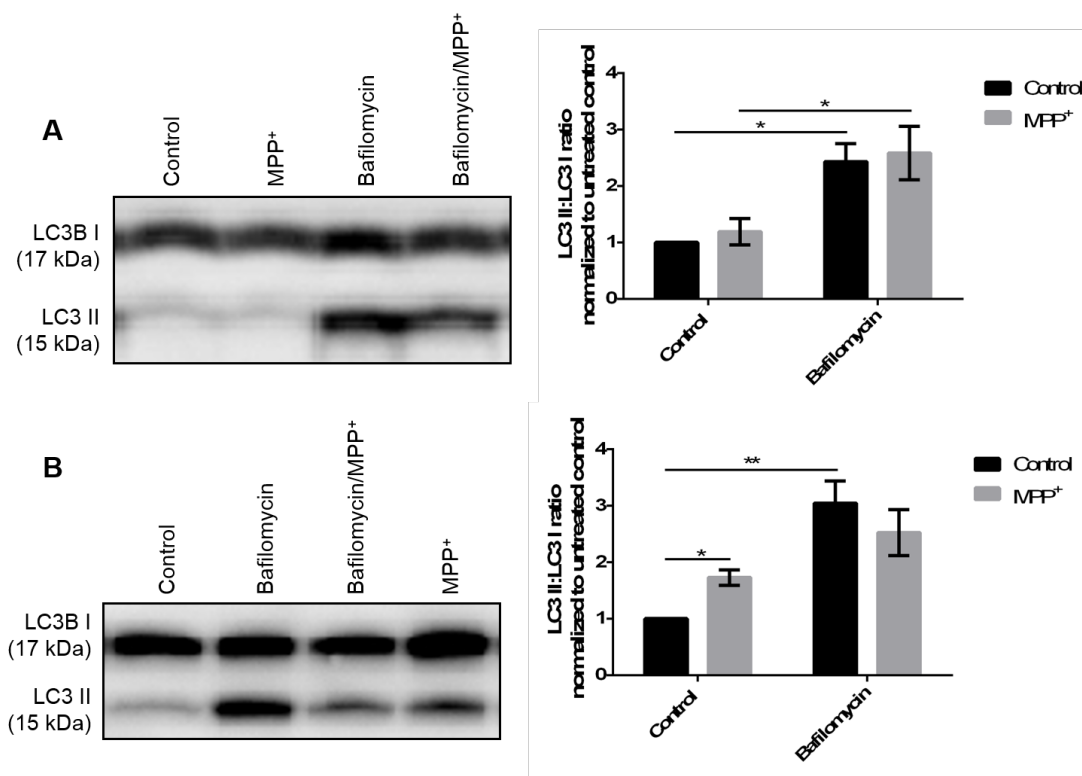 A
Control
MPP⁺
Bafilomycin
Bafilomycin/MPP⁺
LC3B I
(17 kDa)
LC3 II
(15 kDa)
LC3 II:LC3 I ratio
normalized to untreated control
4
3
2
1
0
*
*
Control
Bafilomycin
Control
MPP⁺
B
Control
Bafilomycin
Bafilomycin/MPP⁺
MPP⁺
LC3B I
(17 kDa)
LC3 II
(15 kDa)
LC3 II:LC3 I ratio
normalized to untreated control
4
3
2
1
0
**
*
Control
Bafilomycin
Control
MPP⁺